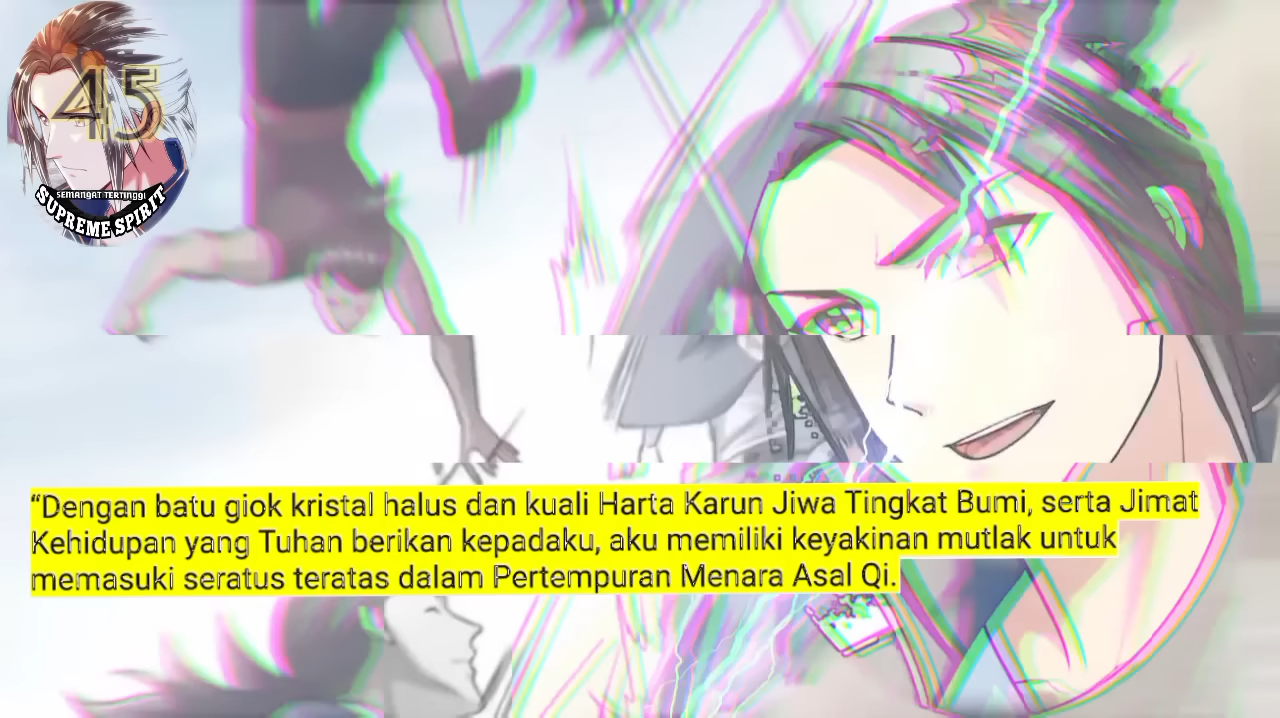 45
SEMANGAT TERTINGGI
SUPREME SPIRIT
“Dengan batu giok kristal halus dan kuali Harta Karun Jiwa Tingkat Bumi, serta Jimat
Kehidupan yang Tuhan berikan kepadaku, aku memiliki keyakinan mutlak untuk
memasuki seratus teratas dalam Pertempuran Menara Asal Qi.